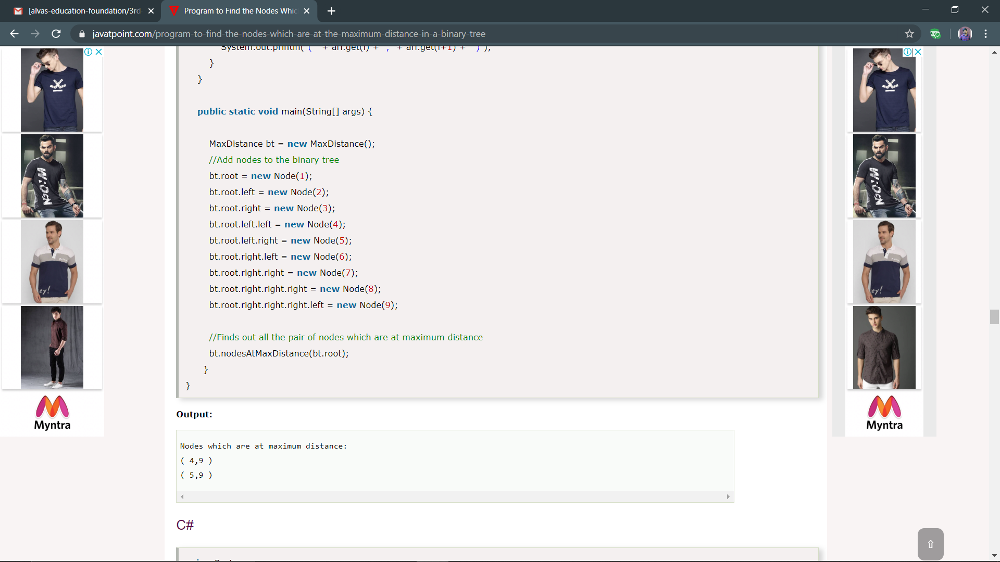 [alvas-education-foundation/3rd-
Program to Find the Nodes Whic
javatpoint.com/program-to-find-the-nodes-which-are-at-the-maximum-distance-in-a-binary-tree
System.out.println( "( " + arr.get(i) + "," + arr.get(i+1) + " )" );
}
}
public static void main(String[] args) {
MaxDistance bt = new MaxDistance();
//Add nodes to the binary tree
bt.root = new Node(1);
bt.root.left = new Node(2);
bt.root.right = new Node(3);
bt.root.left.left = new Node(4);
bt.root.left.right = new Node(5);
bt.root.right.left = new Node(6);
bt.root.right.right = new Node(7);
bt.root.right.right.right = new Node(8);
bt.root.right.right.right.left = new Node(9);
//Finds out all the pair of nodes which are at maximum distance
bt.nodesAtMaxDistance(bt.root);
}
}
Output:
Nodes which are at maximum distance:
( 4,9 )
( 5,9 )
C#
Myntra
Myntra